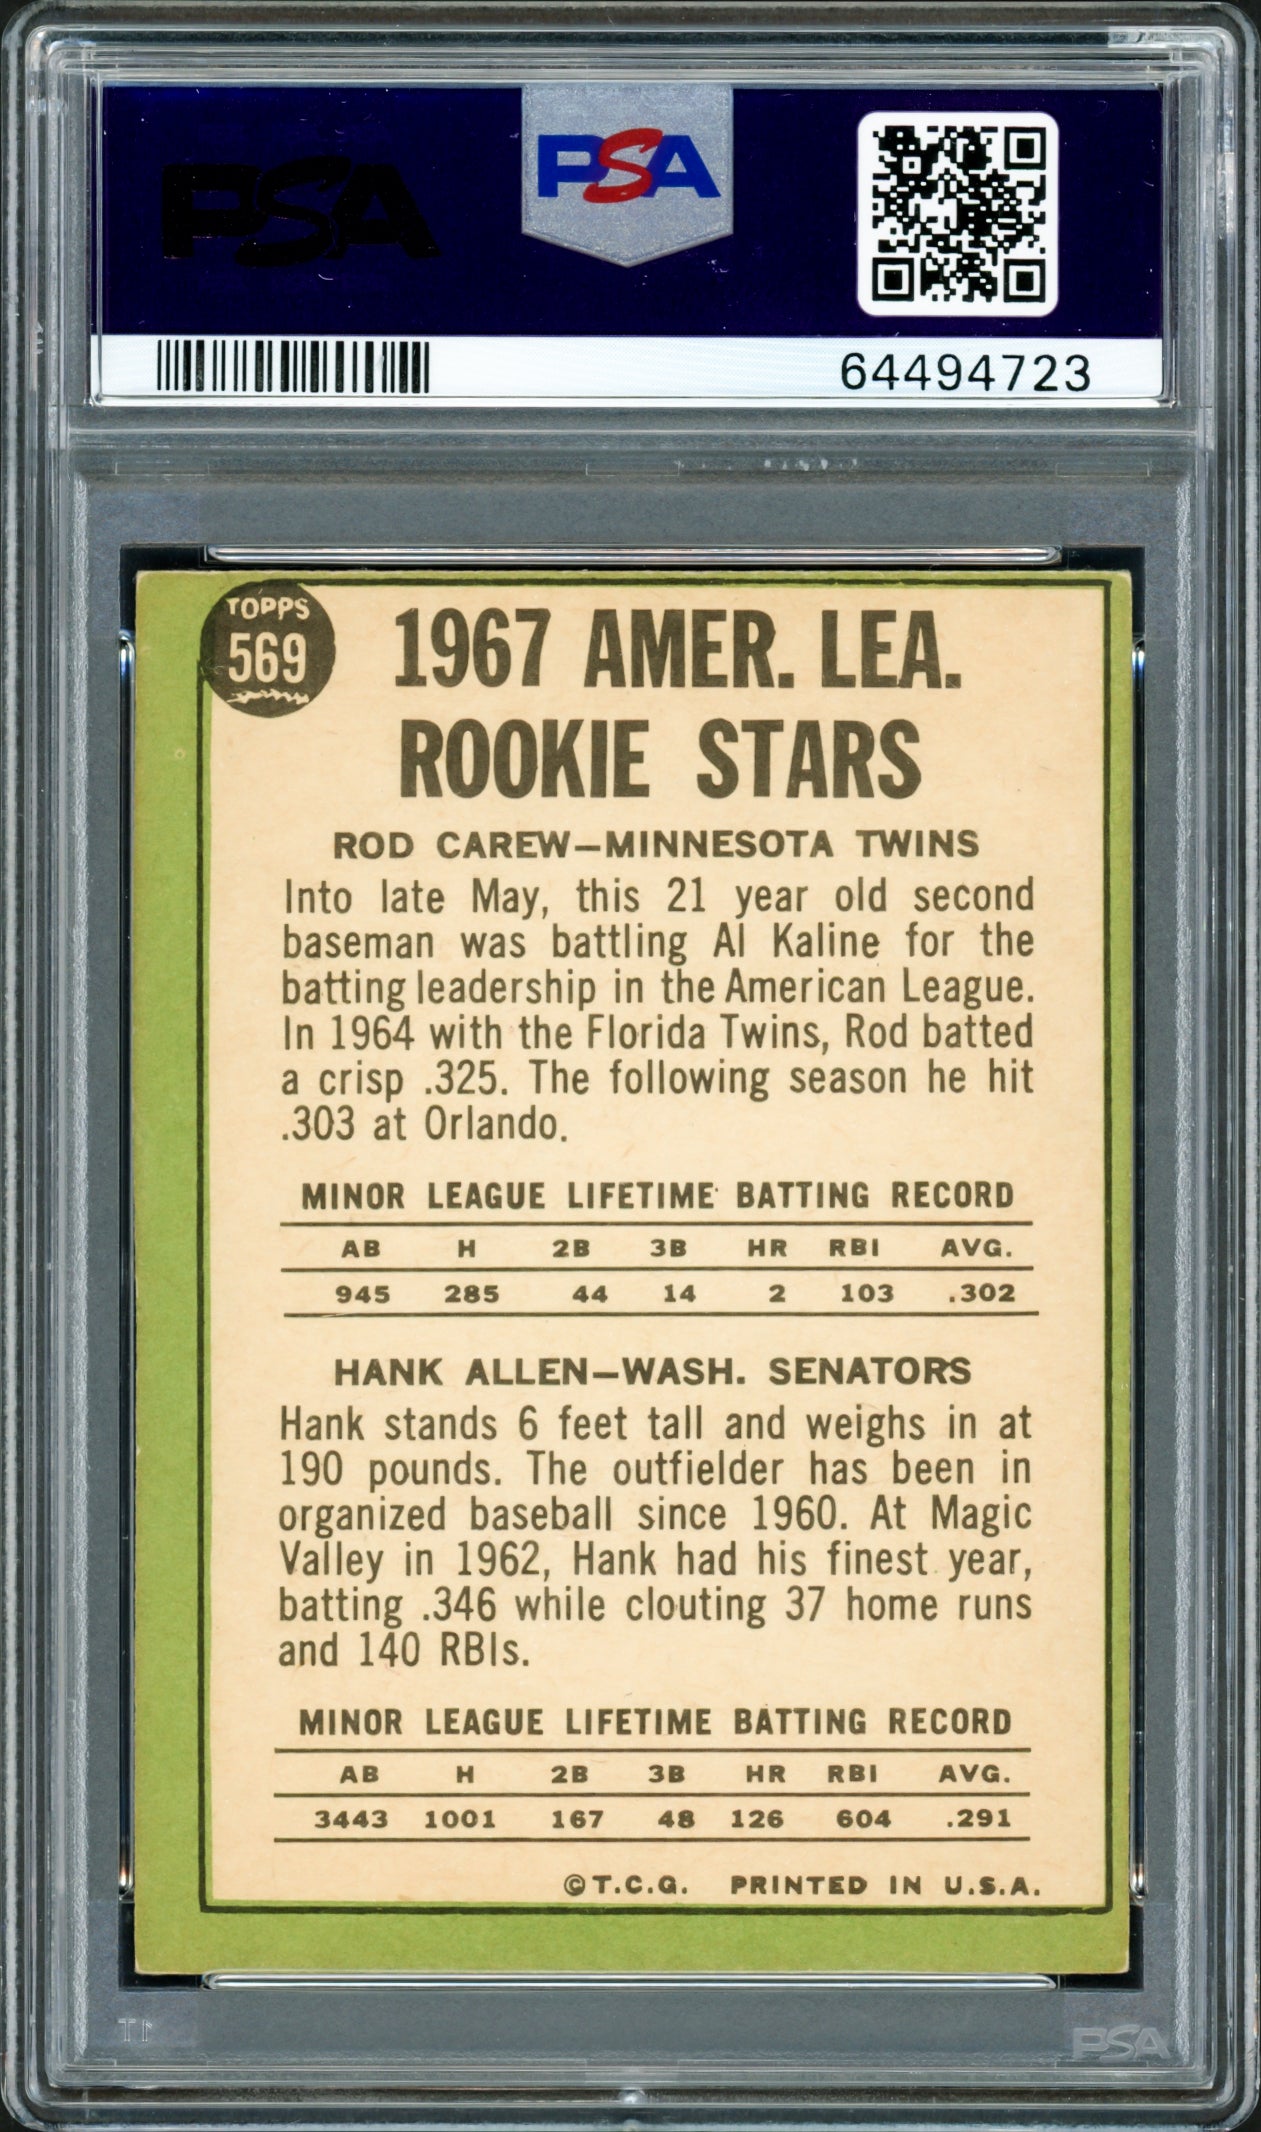 PSA
PSA
64494723
TOPPS
569
1967 AMER. LEA.
ROOKIE STARS
ROD CAREW–MINNESOTA TWINS
Into late May, this 21 year old second
baseman was battling Al Kaline for the
batting leadership in the American League.
In 1964 with the Florida Twins, Rod batted
a crisp .325. The following season he hit
.303 at Orlando.
MINOR LEAGUE LIFETIME BATTING RECORD
AB H 2B 3B HR RBI AVG.
945 285 44 14 2 103 .302
HANK ALLEN–WASH. SENATORS
Hank stands 6 feet tall and weighs in at
190 pounds. The outfielder has been in
organized baseball since 1960. At Magic
Valley in 1962, Hank had his finest year,
batting .346 while clouting 37 home runs
and 140 RBIs.
MINOR LEAGUE LIFETIME BATTING RECORD
AB H 2B 3B HR RBI AVG.
3443 1001 167 48 126 604 .291
©T.C.G. PRINTED IN U.S.A.
PSA